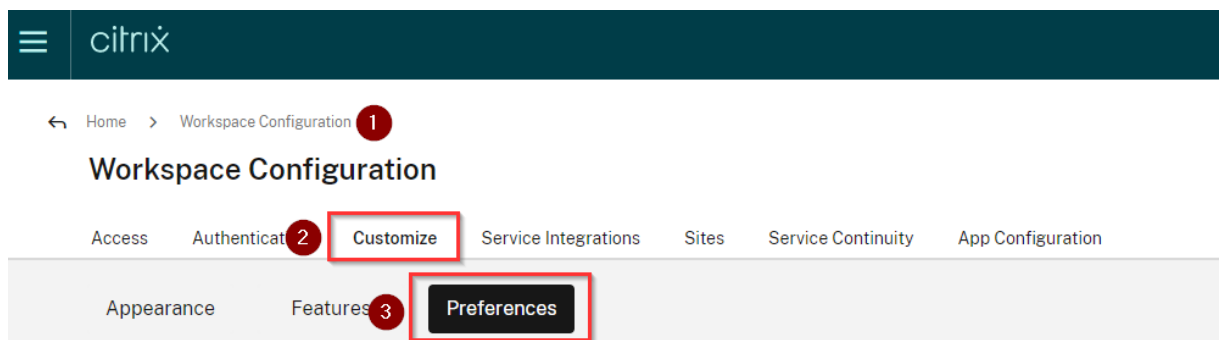 citrix
Home > Workspace Configuration 1
Workspace Configuration
Access Authenticat 2 Customize Service Integrations Sites Service Continuity App Configuration
Appearance Features 3 Preferences